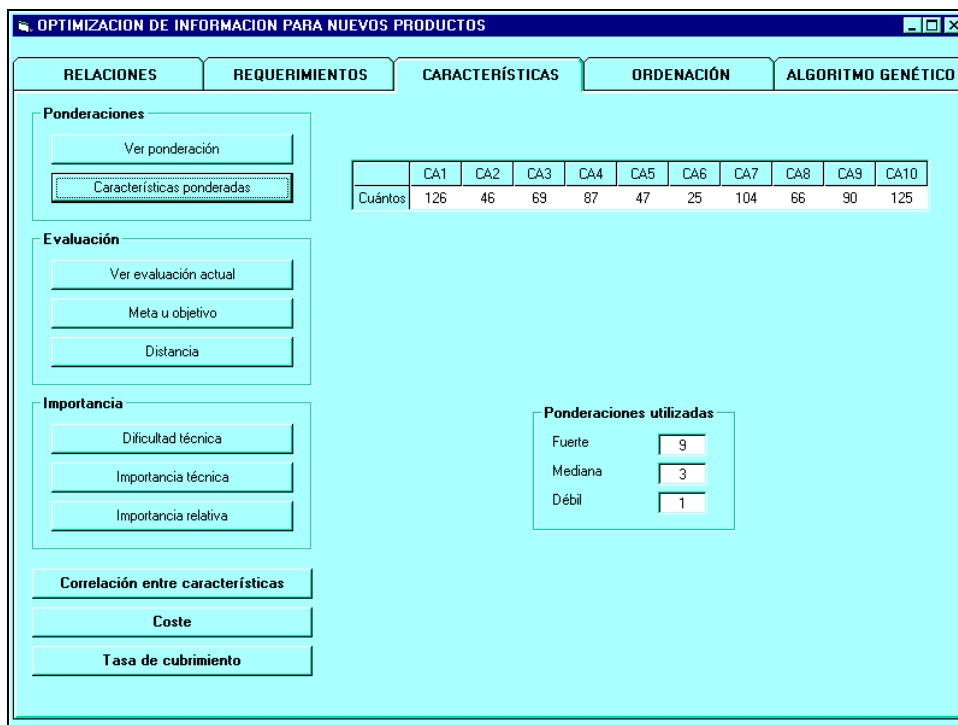 OPTIMIZACION DE INFORMACION PARA NUEVOS PRODUCTOS
RELACIONES REQUERIMIENTOS CARACTERÍSTICAS ORDENACIÓN ALGORITMO GENÉTICO
Ponderaciones
Ver ponderación
Características ponderadas
CA1 CA2 CA3 CA4 CA5 CA6 CA7 CA8 CA9 CA10
Cuántos 126 46 69 87 47 25 104 66 90 125
Evaluación
Ver evaluación actual
Meta u objetivo
Distancia
Importancia
Dificultad técnica
Importancia técnica
Importancia relativa
Ponderaciones utilizadas
Fuerte 9
Mediana 3
Débil 1
Correlación entre características
Coste
Tasa de cubrimiento